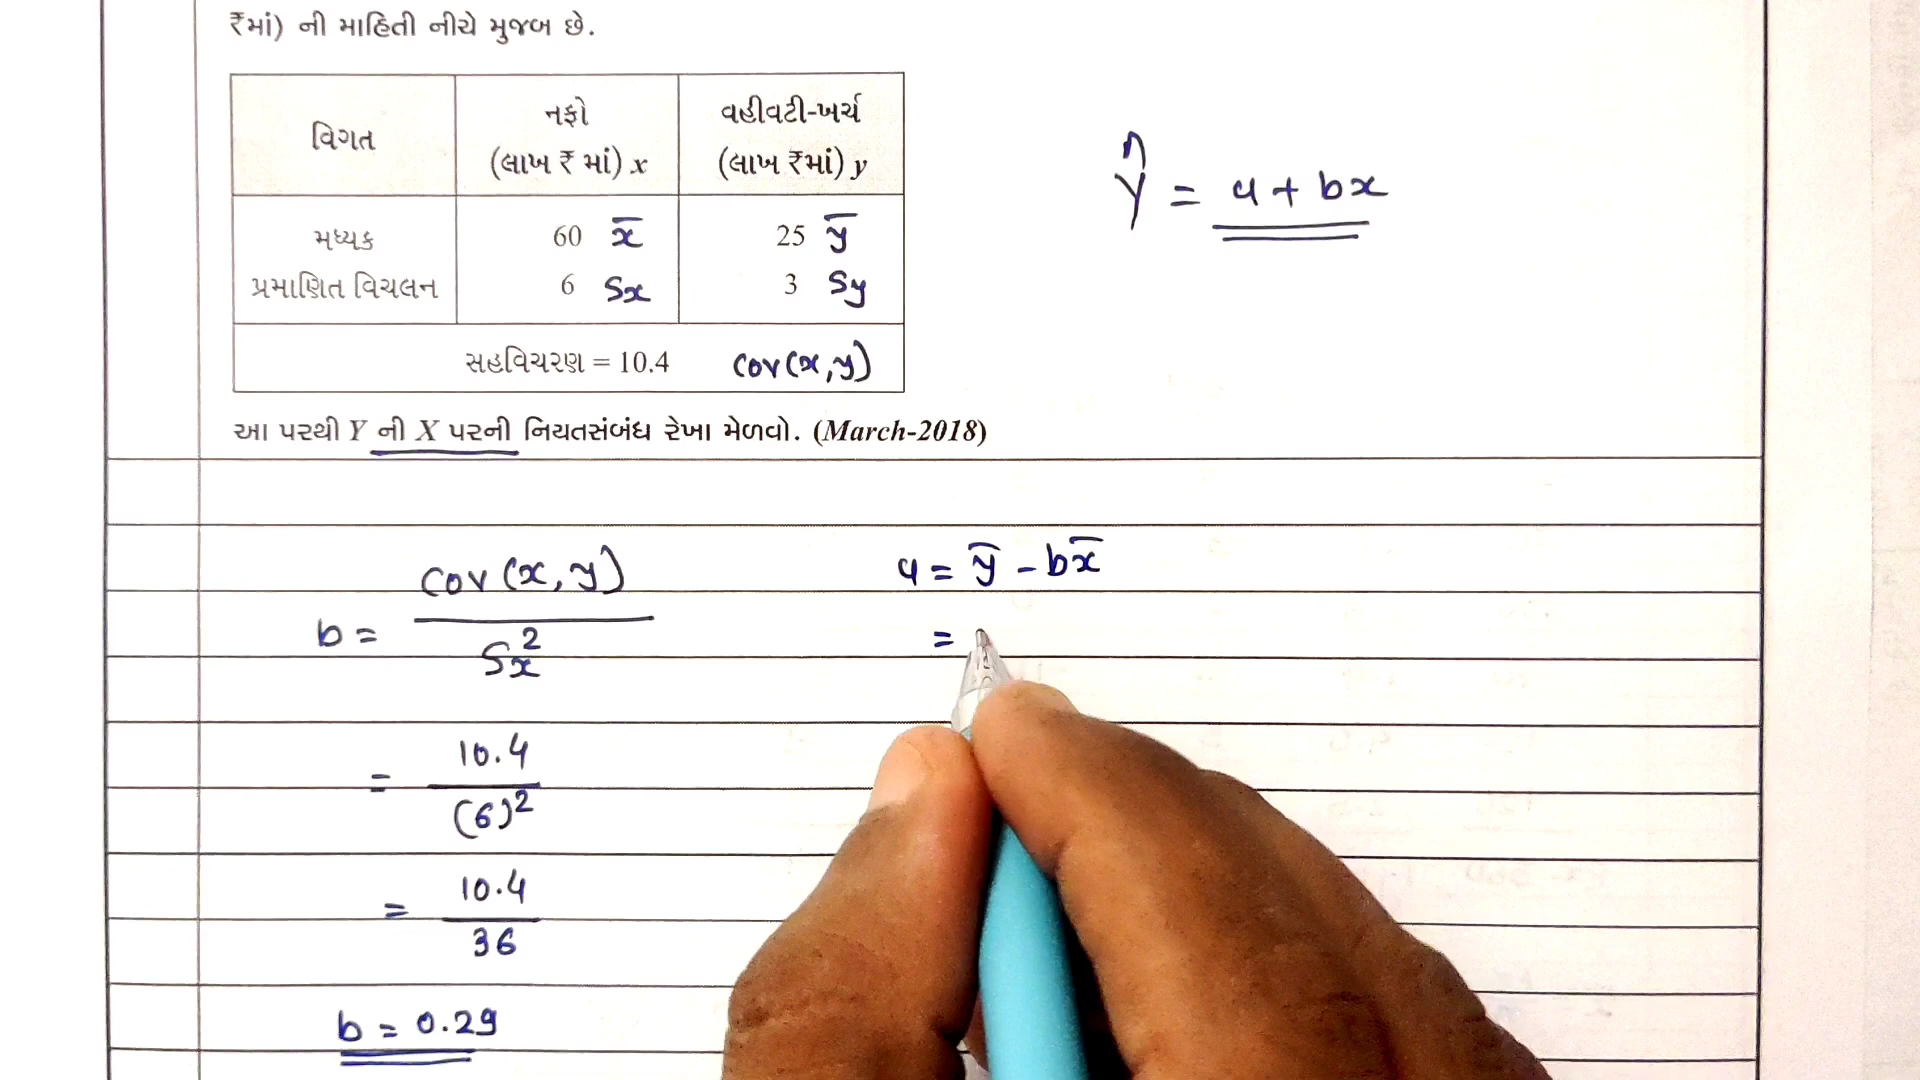 ₹માં) ની માહિતી નીચે મુજબ છે.
વિગત
નફો
(લાખ ₹ માં) x
વહીવટી-ખર્ચ
(લાખ ₹માં) y
મધ્યક 60 x̅ 25 y̅
પ્રમાણિત વિચલન 6 Sx 3 Sy
સહવિચરણ = 10.4 cov(x,y)
Ŷ = a + bx
આ પરથી Y ની X પરની નિયતસંબંધ રેખા મેળવો. (March-2018)
b = cov(x,y) / Sx²
= 10.4 / (6)²
= 10.4 / 36
b = 0.29
a = y̅ - bx̅
=